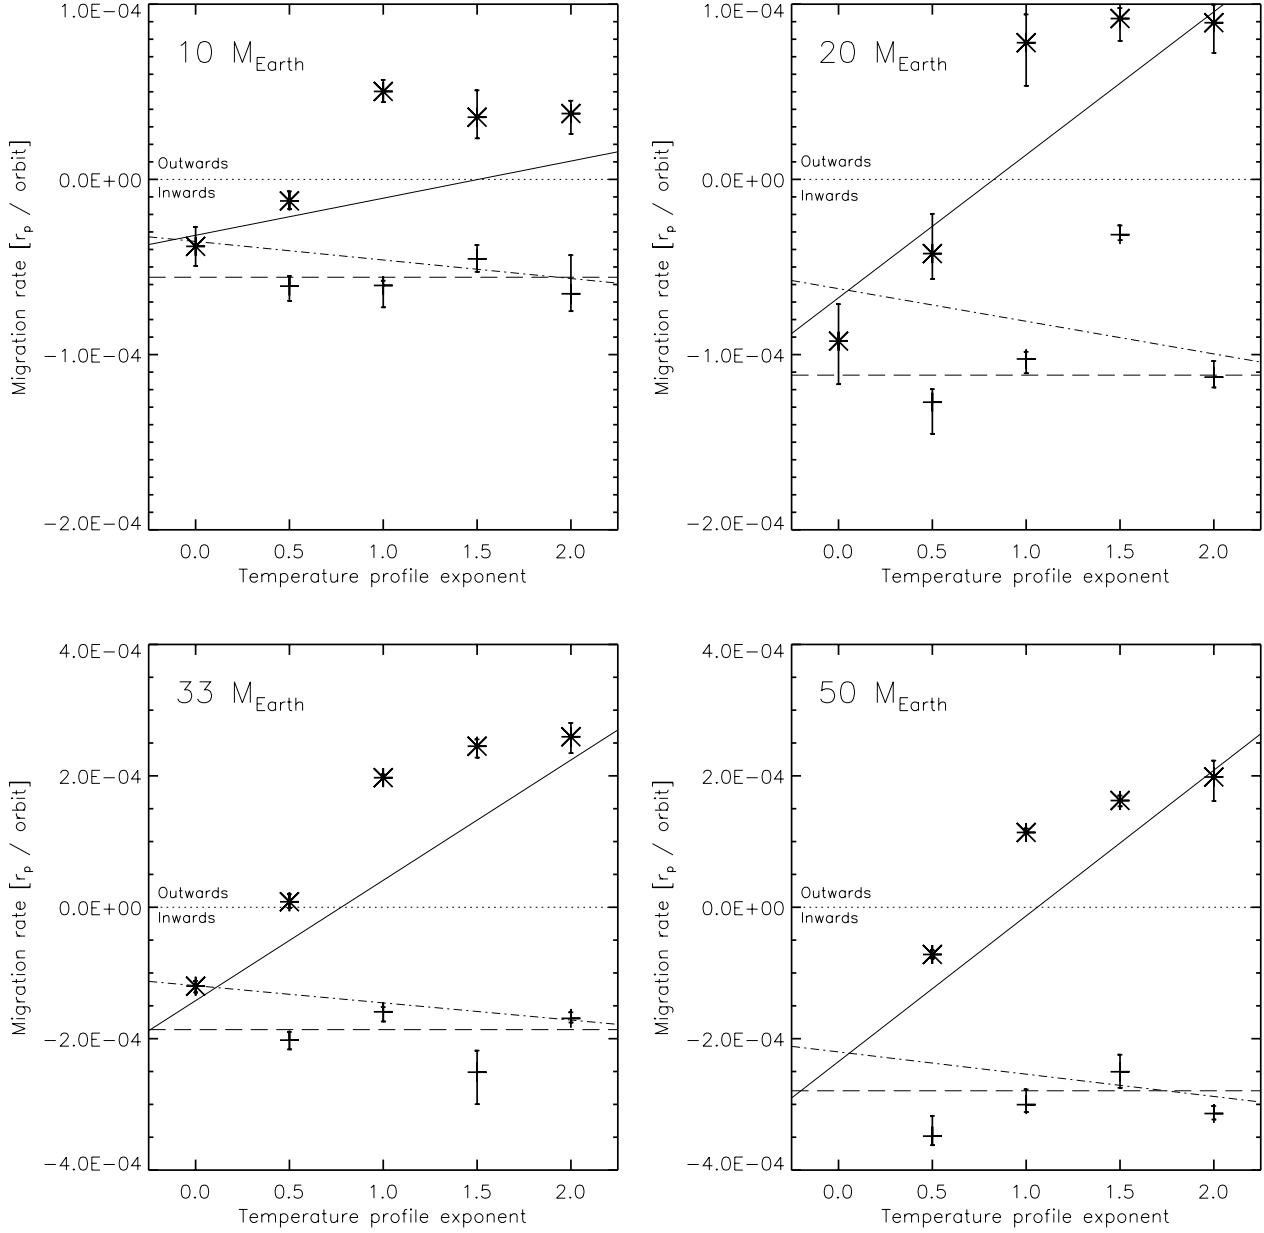 10 M_Earth
1.0E-04
0.0E+00
-1.0E-04
-2.0E-04
Migration rate [r_p / orbit]
Outwards
Inwards
0.0 0.5 1.0 1.5 2.0
Temperature profile exponent
20 M_Earth
1.0E-04
0.0E+00
-1.0E-04
-2.0E-04
Migration rate [r_p / orbit]
Outwards
Inwards
0.0 0.5 1.0 1.5 2.0
Temperature profile exponent
33 M_Earth
4.0E-04
2.0E-04
0.0E+00
-2.0E-04
-4.0E-04
Migration rate [r_p / orbit]
Outwards
Inwards
0.0 0.5 1.0 1.5 2.0
Temperature profile exponent
50 M_Earth
4.0E-04
2.0E-04
0.0E+00
-2.0E-04
-4.0E-04
Migration rate [r_p / orbit]
Outwards
Inwards
0.0 0.5 1.0 1.5 2.0
Temperature profile exponent